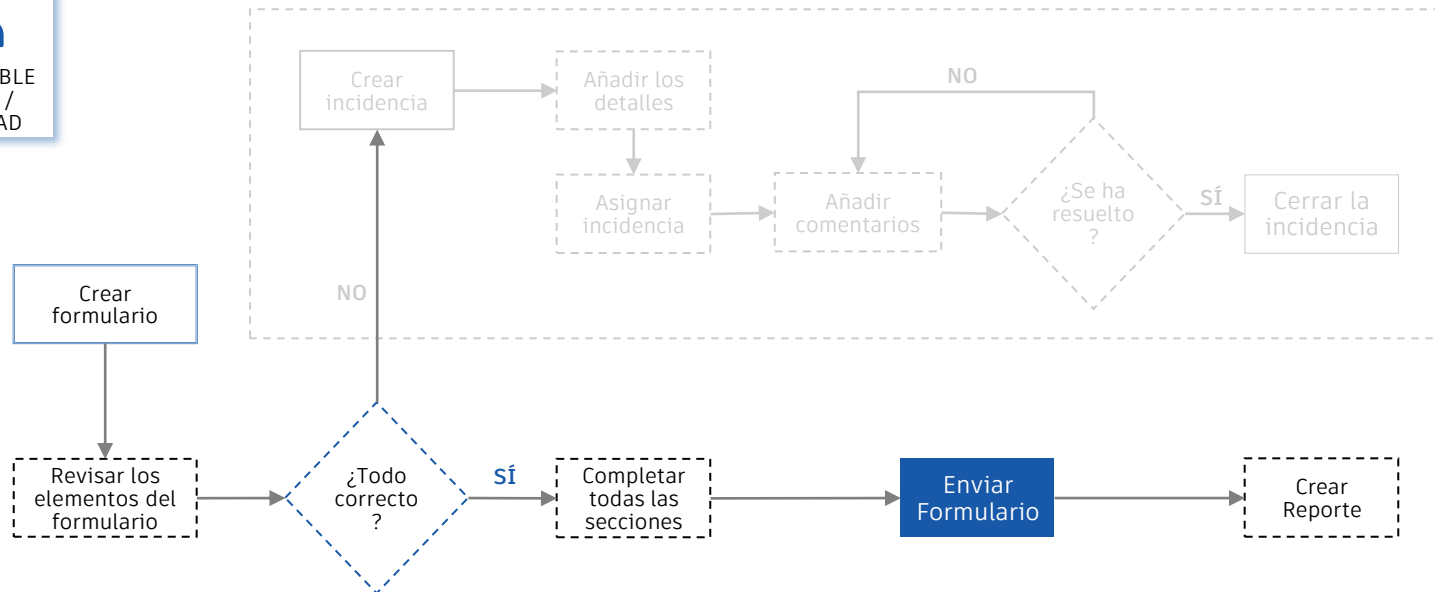 BLE
/
AD
Crear
incidencia
Añadir los
detalles
NO
Asignar
incidencia
Añadir
comentarios
¿Se ha
resuelto
?
SÍ
Cerrar la
incidencia
NO
Crear
formulario
Revisar los
elementos del
formulario
¿Todo
correcto
?
SÍ
Completar
todas las
secciones
Enviar
Formulario
Crear
Reporte